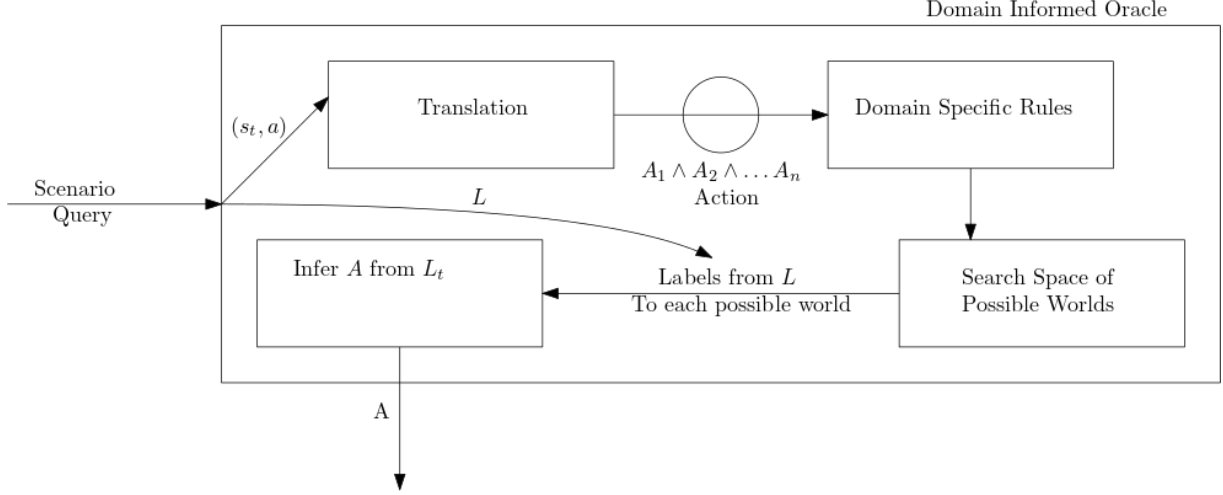 Domain Informed Oracle
Translation
Domain Specific Rules
(s_t, a)
A_1 ∧ A_2 ∧ … A_n
Action
Scenario
Query
L
Infer A from L_t
Labels from L
To each possible world
Search Space of
Possible Worlds
A